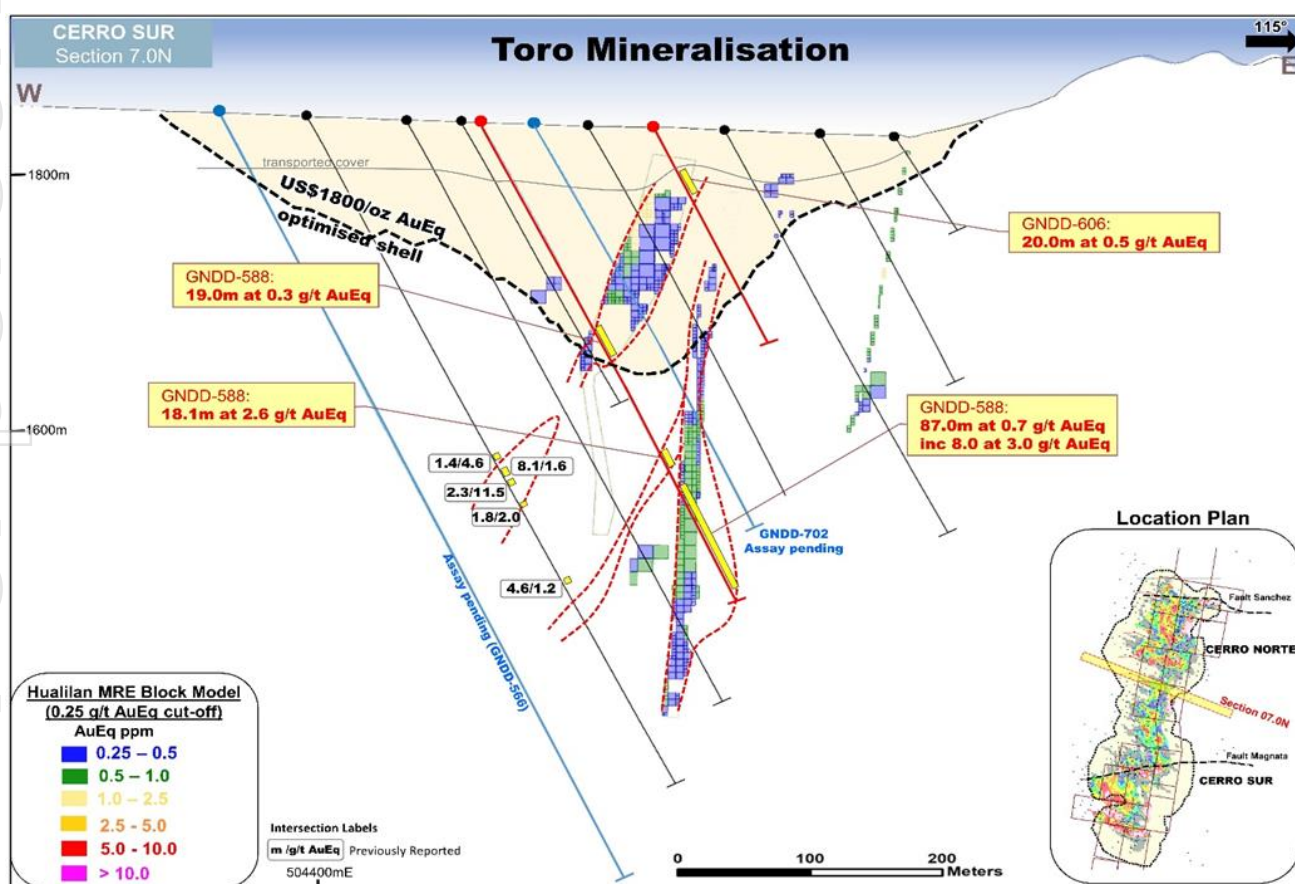 CERRO SUR
Section 7.0N
Toro Mineralisation
115°
E
W
transported cover
1800m
US$1800/oz AuEq
optimised shell
GNDD-606:
20.0m at 0.5 g/t AuEq
GNDD-588:
19.0m at 0.3 g/t AuEq
GNDD-588:
18.1m at 2.6 g/t AuEq
GNDD-588:
87.0m at 0.7 g/t AuEq
inc 8.0 at 3.0 g/t AuEq
1600m
1.4/4.6
8.1/1.6
2.3/11.5
1.8/2.0
4.6/1.2
GNDD-702
Assay pending
Assay pending (GNDD-566)
Location Plan
Fault Sanchez
CERRO NORTE
Section 07.0N
Fault Magnata
CERRO SUR
Hualilan MRE Block Model
(0.25 g/t AuEq cut-off)
AuEq ppm
0.25 – 0.5
0.5 – 1.0
1.0 – 2.5
2.5 - 5.0
5.0 - 10.0
> 10.0
Intersection Labels
m /g/t AuEq Previously Reported
504400mE
0 100 200
Meters